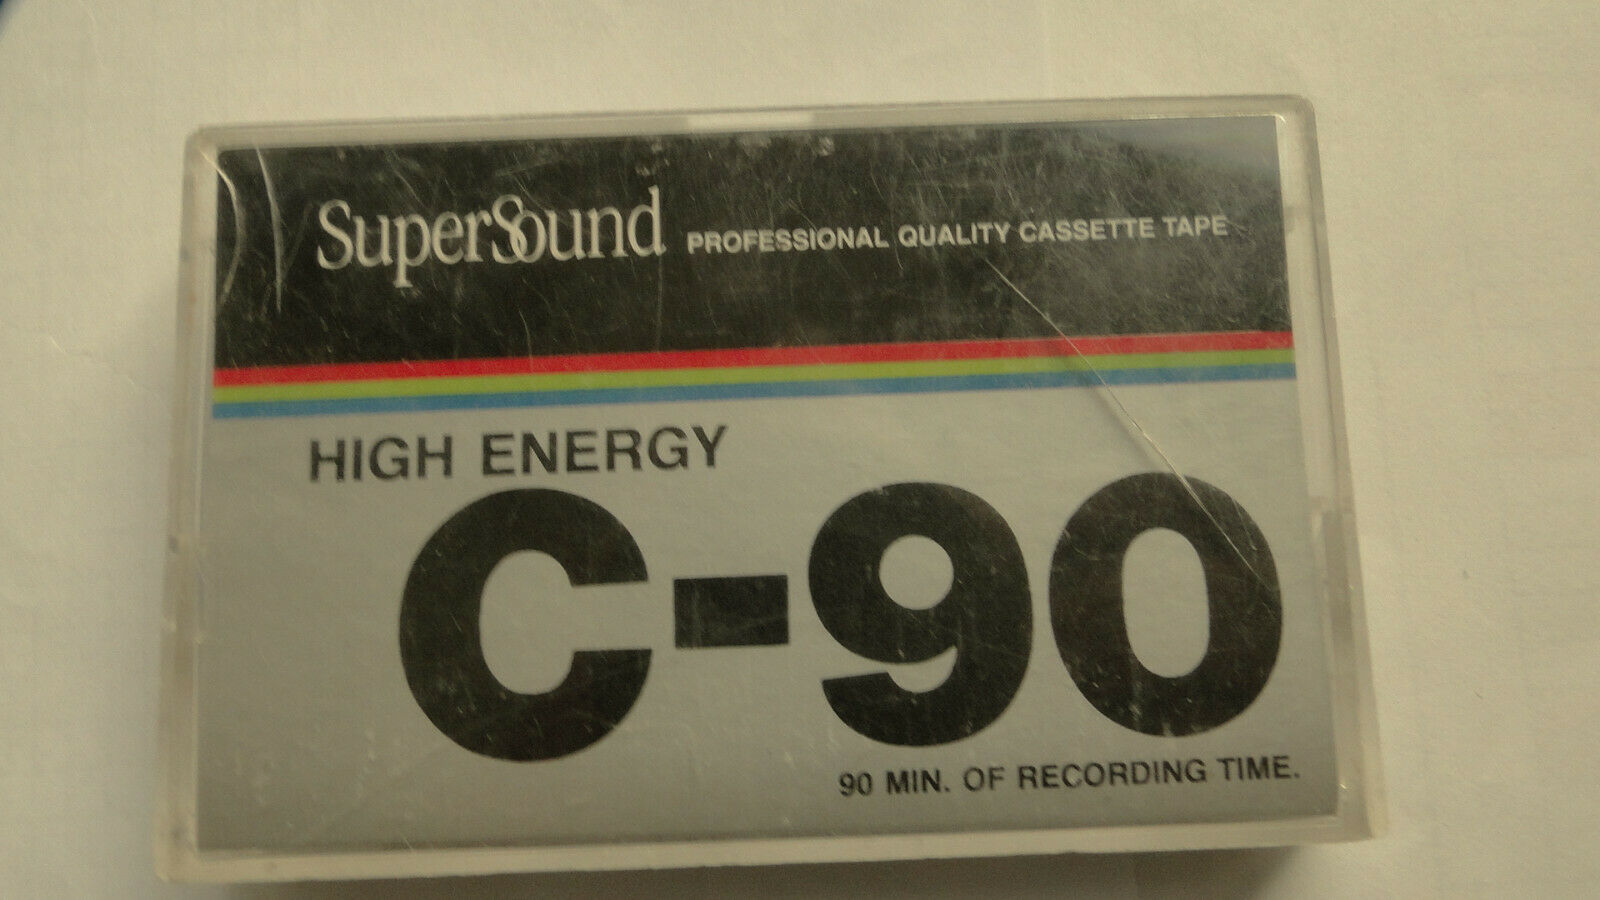 SuperSound PROFESSIONAL QUALITY CASSETTE TAPE
HIGH ENERGY
C-90
90 MIN. OF RECORDING TIME.